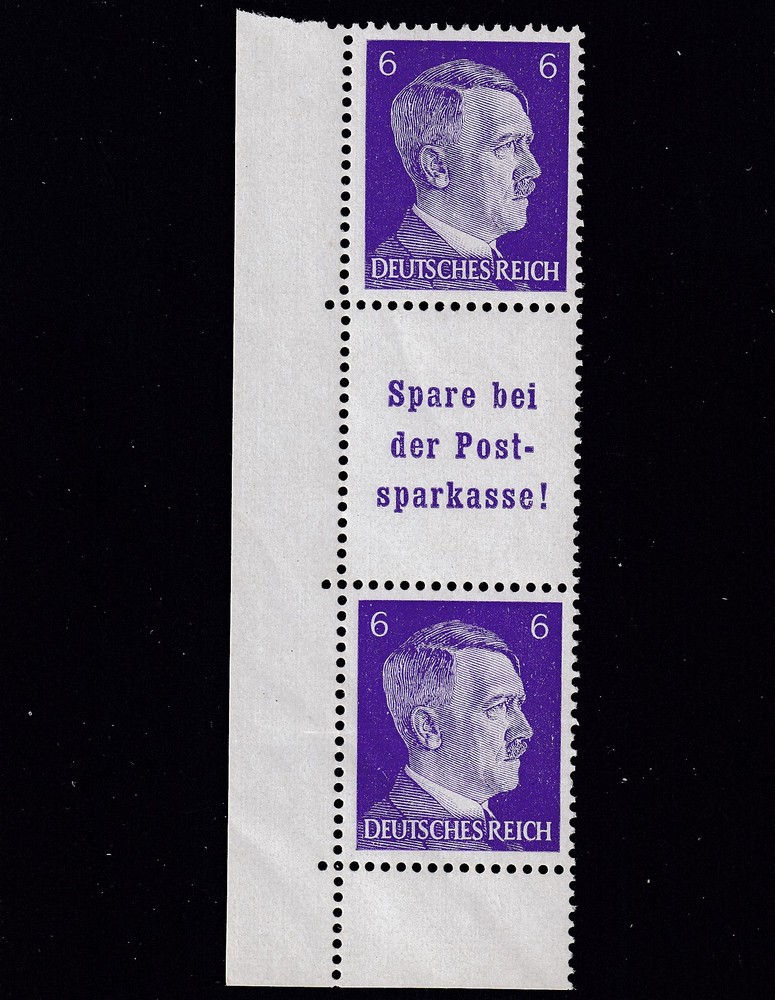 6 6
DEUTSCHES REICH
Spare bei
der Post-
sparkasse!
6 6
DEUTSCHES REICH